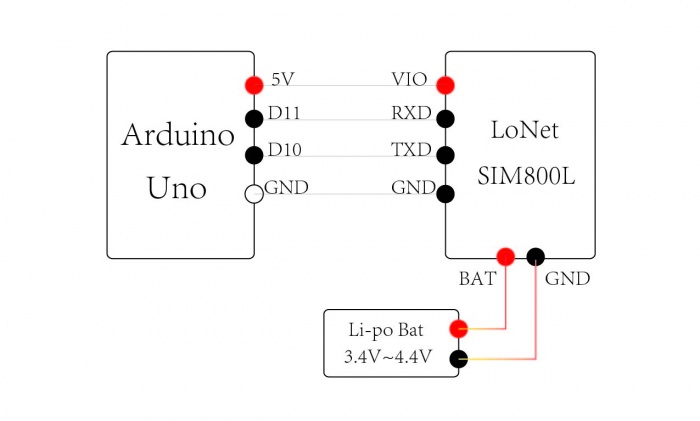 Arduino
Uno
5V
D11
D10
GND
VIO
RXD
TXD
GND
LoNet
SIM800L
BAT
GND
Li-po Bat
3.4V~4.4V